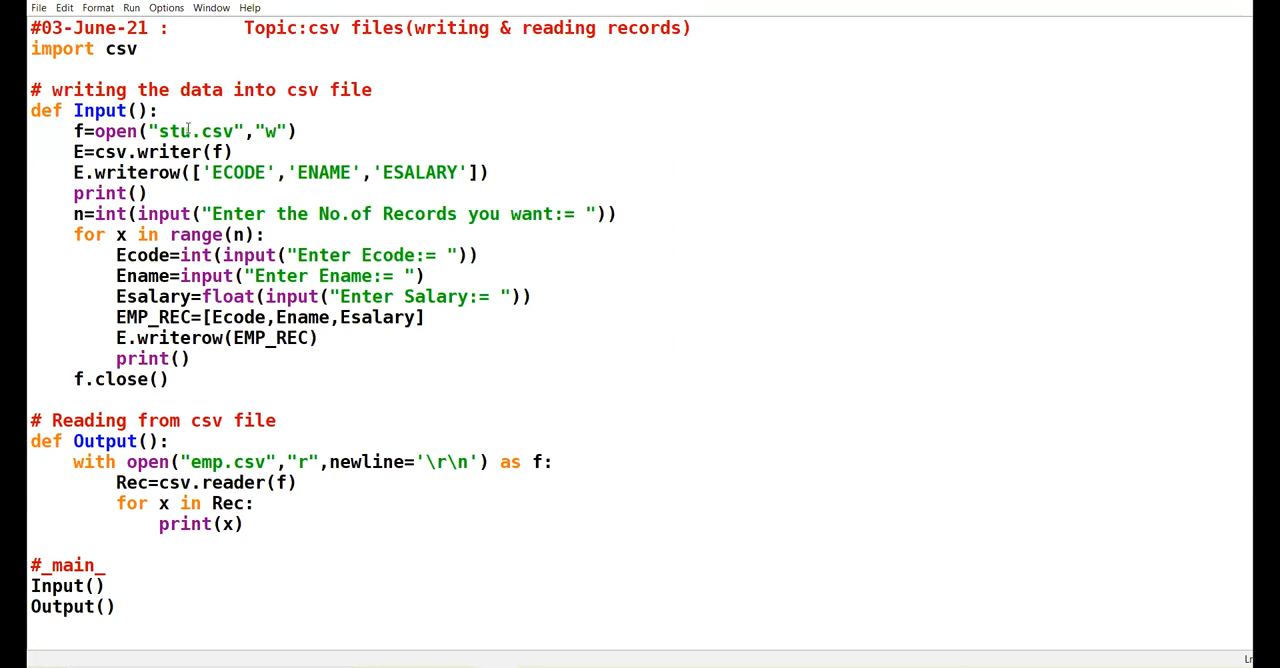 File Edit Format Run Options Window Help
#03-June-21 : Topic:csv files(writing & reading records)
import csv
# writing the data into csv file
def Input():
f=open("stu.csv","w")
E=csv.writer(f)
E.writerow(['ECODE','ENAME','ESALARY'])
print()
n=int(input("Enter the No.of Records you want:= "))
for x in range(n):
Ecode=int(input("Enter Ecode:= "))
Ename=input("Enter Ename:= ")
Esalary=float(input("Enter Salary:= "))
EMP_REC=[Ecode,Ename,Esalary]
E.writerow(EMP_REC)
print()
f.close()
# Reading from csv file
def Output():
with open("emp.csv","r",newline='\r\n') as f:
Rec=csv.reader(f)
for x in Rec:
print(x)
#_main_
Input()
Output()